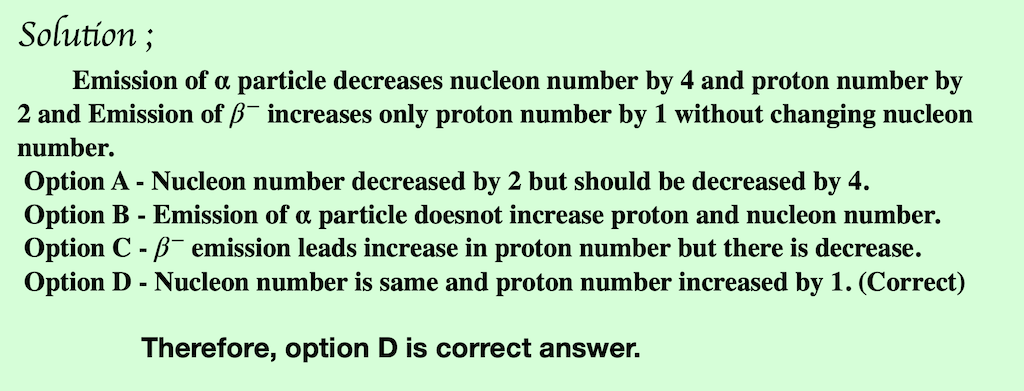 Solution ;
Emission of α particle decreases nucleon number by 4 and proton number by
2 and Emission of β⁻ increases only proton number by 1 without changing nucleon
number.
Option A - Nucleon number decreased by 2 but should be decreased by 4.
Option B - Emission of α particle doesnot increase proton and nucleon number.
Option C - β⁻ emission leads increase in proton number but there is decrease.
Option D - Nucleon number is same and proton number increased by 1. (Correct)
Therefore, option D is correct answer.